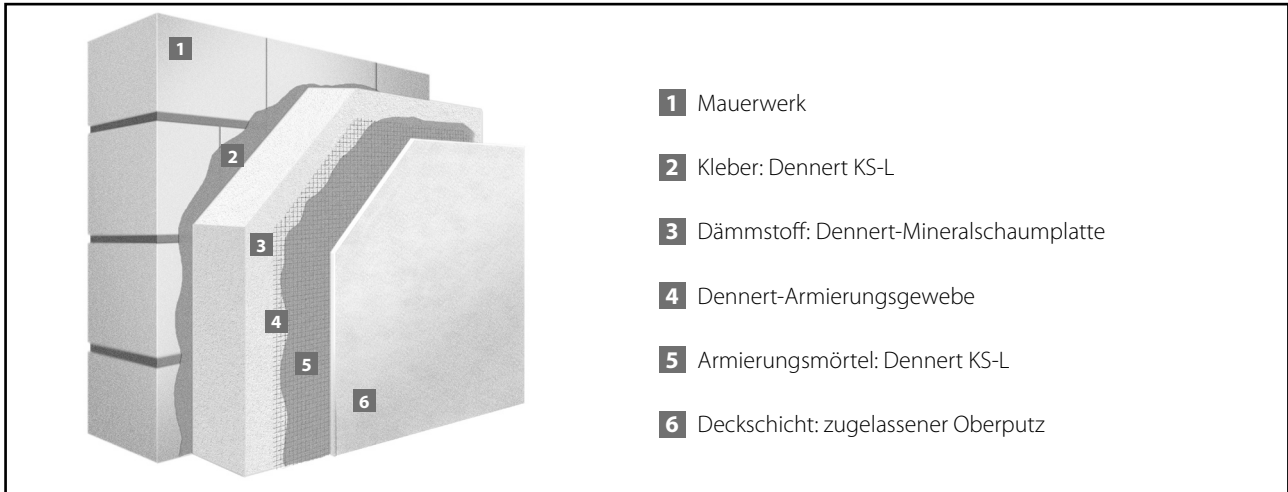 1
2
3
4
5
6
1 Mauerwerk
2 Kleber: Dennert KS-L
3 Dämmstoff: Dennert-Mineralschaumplatte
4 Dennert-Armierungsgewebe
5 Armierungsmörtel: Dennert KS-L
6 Deckschicht: zugelassener Oberputz